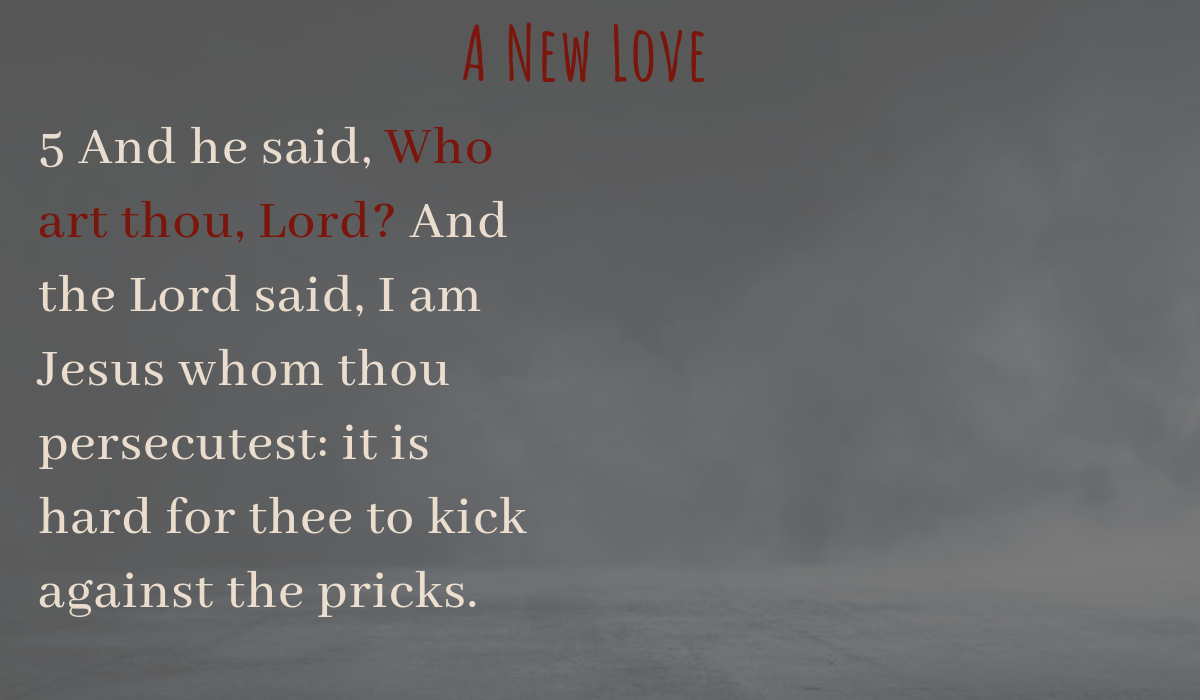 A New Love
5 And he said, Who
art thou, Lord? And
the Lord said, I am
Jesus whom thou
persecutest: it is
hard for thee to kick
against the pricks.